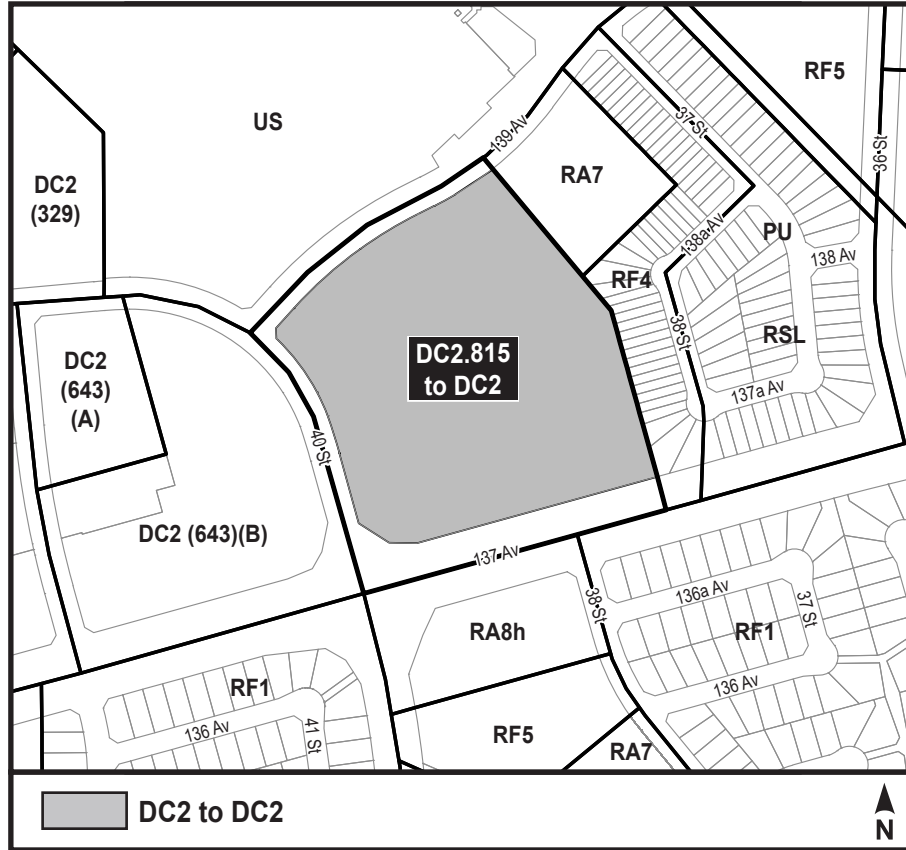 RF5
US
37 St
139 Av
36 St
RA7
DC2
(329)
138a Av
PU
138 Av
RF4
38 St
RSL
DC2.815
to DC2
DC2
(643)
(A)
137a Av
40 St
DC2 (643)(B)
137 Av
136a Av
38 St
37 St
RA8h
RF1
RF1
136 Av
136 Av
41 St
RF5
RA7
DC2 to DC2
N